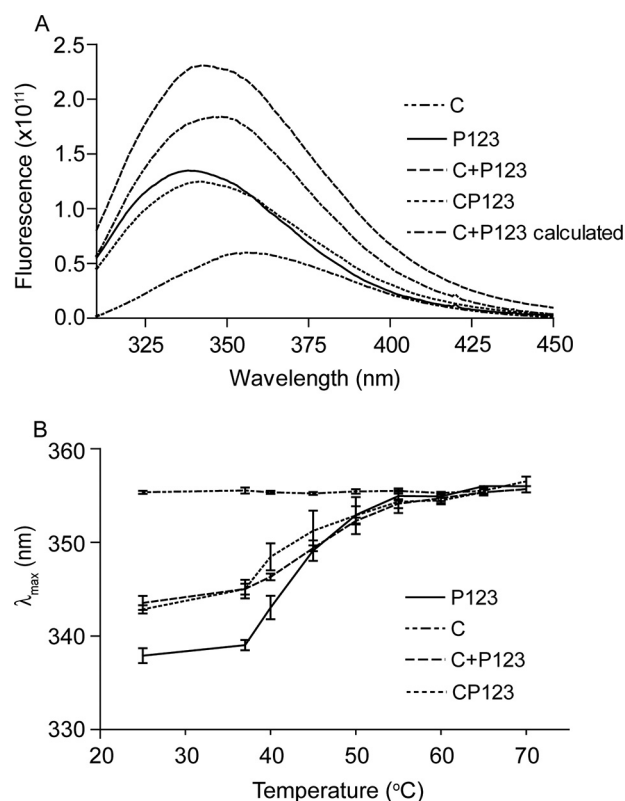 A
Fluorescence (x10¹¹)
2.5
2.0
1.5
1.0
0.5
0.0
325 350 375 400 425 450
Wavelength (nm)
C
P123
C+P123
CP123
C+P123 calculated
B
λmax (nm)
360
350
340
330
20 30 40 50 60 70
Temperature (°C)
P123
C
C+P123
CP123